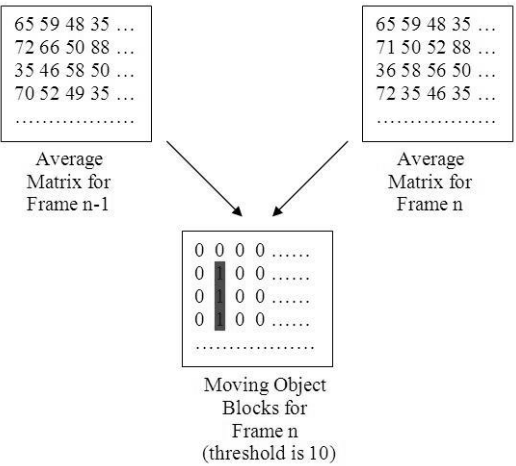 65 59 48 35 ...
72 66 50 88 ...
35 46 58 50 ...
70 52 49 35 ...
..................
Average
Matrix for
Frame n-1
65 59 48 35 ...
71 50 52 88 ...
36 58 56 50 ...
72 35 46 35 ...
..................
Average
Matrix for
Frame n
0 0 0 0 ......
0 1 0 0 ......
0 1 0 0 ......
0 1 0 0 ......
..................
Moving Object
Blocks for
Frame n
(threshold is 10)